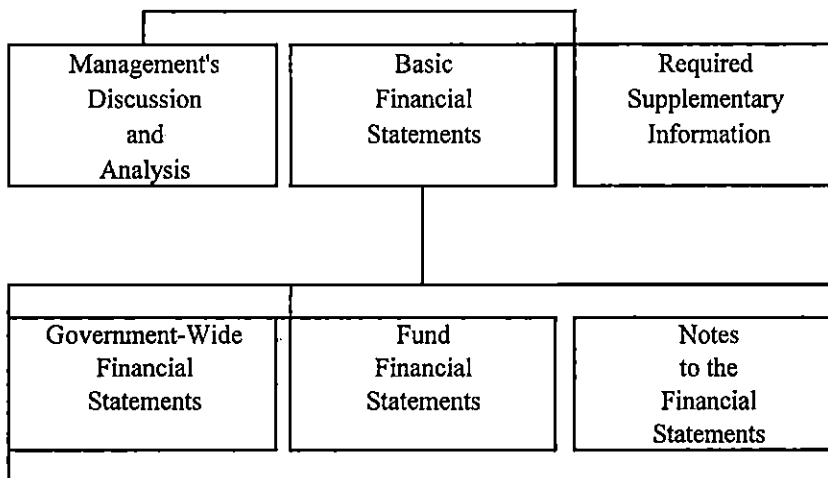 Management's
Discussion
and
Analysis
Basic
Financial
Statements
Required
Supplementary
Information
Government-Wide
Financial
Statements
Fund
Financial
Statements
Notes
to the
Financial
Statements